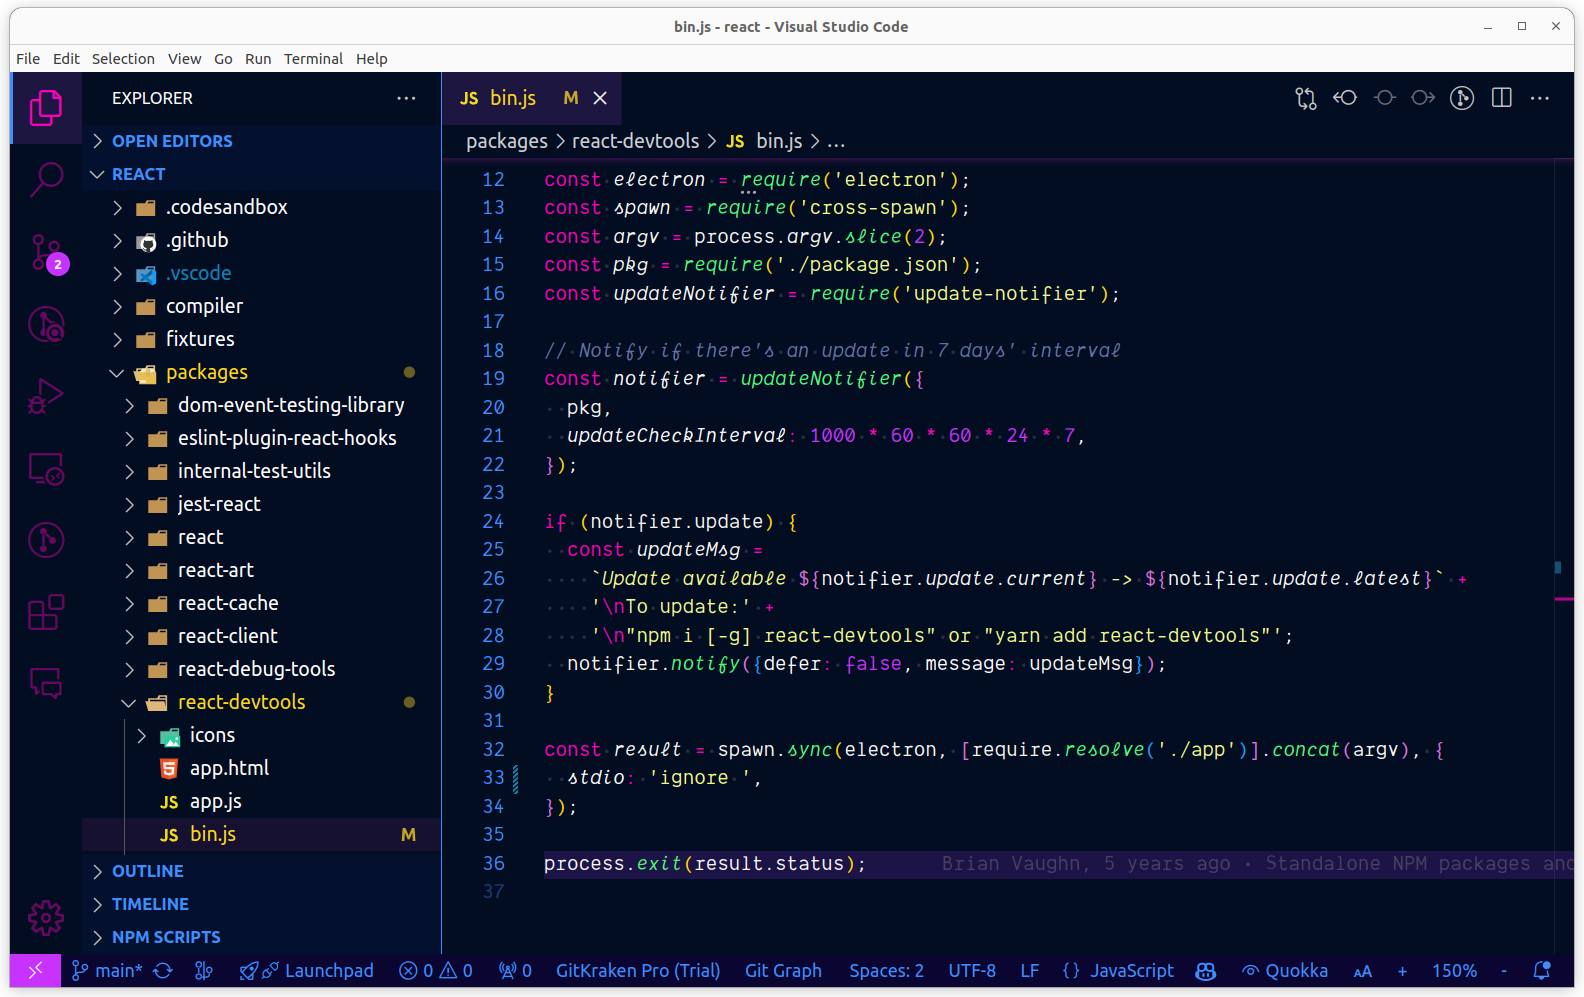 bin.js - react - Visual Studio Code
File Edit Selection View Go Run Terminal Help
EXPLORER
OPEN EDITORS
REACT
.codesandbox
.github
.vscode
compiler
fixtures
packages
dom-event-testing-library
eslint-plugin-react-hooks
internal-test-utils
jest-react
react
react-art
react-cache
react-client
react-debug-tools
react-devtools
icons
app.html
JS app.js
JS bin.js M
OUTLINE
TIMELINE
NPM SCRIPTS
2
JS bin.js M
packages > react-devtools > JS bin.js > ...
12 const electron = require('electron');
13 const spawn = require('cross-spawn');
14 const argv = process.argv.slice(2);
15 const pkg = require('./package.json');
16 const updateNotifier = require('update-notifier');
17
18 // Notify if there's an update in 7 days' interval
19 const notifier = updateNotifier({
20 pkg,
21 updateCheckInterval: 1000 * 60 * 60 * 24 * 7,
22 });
23
24 if (notifier.update) {
25 const updateMsg =
26 `Update available ${notifier.update.current} -> ${notifier.update.latest}` +
27 '\nTo update:' +
28 '\n"npm i [-g] react-devtools" or "yarn add react-devtools"';
29 notifier.notify({defer: false, message: updateMsg});
30 }
31
32 const result = spawn.sync(electron, [require.resolve('./app')].concat(argv), {
33 stdio: 'ignore ',
34 });
35
36 process.exit(result.status); Brian Vaughn, 5 years ago · Standalone NPM packages and
37
main* Launchpad 0 0 0 GitKraken Pro (Trial) Git Graph Spaces: 2 UTF-8 LF {} JavaScript Quokka AA + 150% -